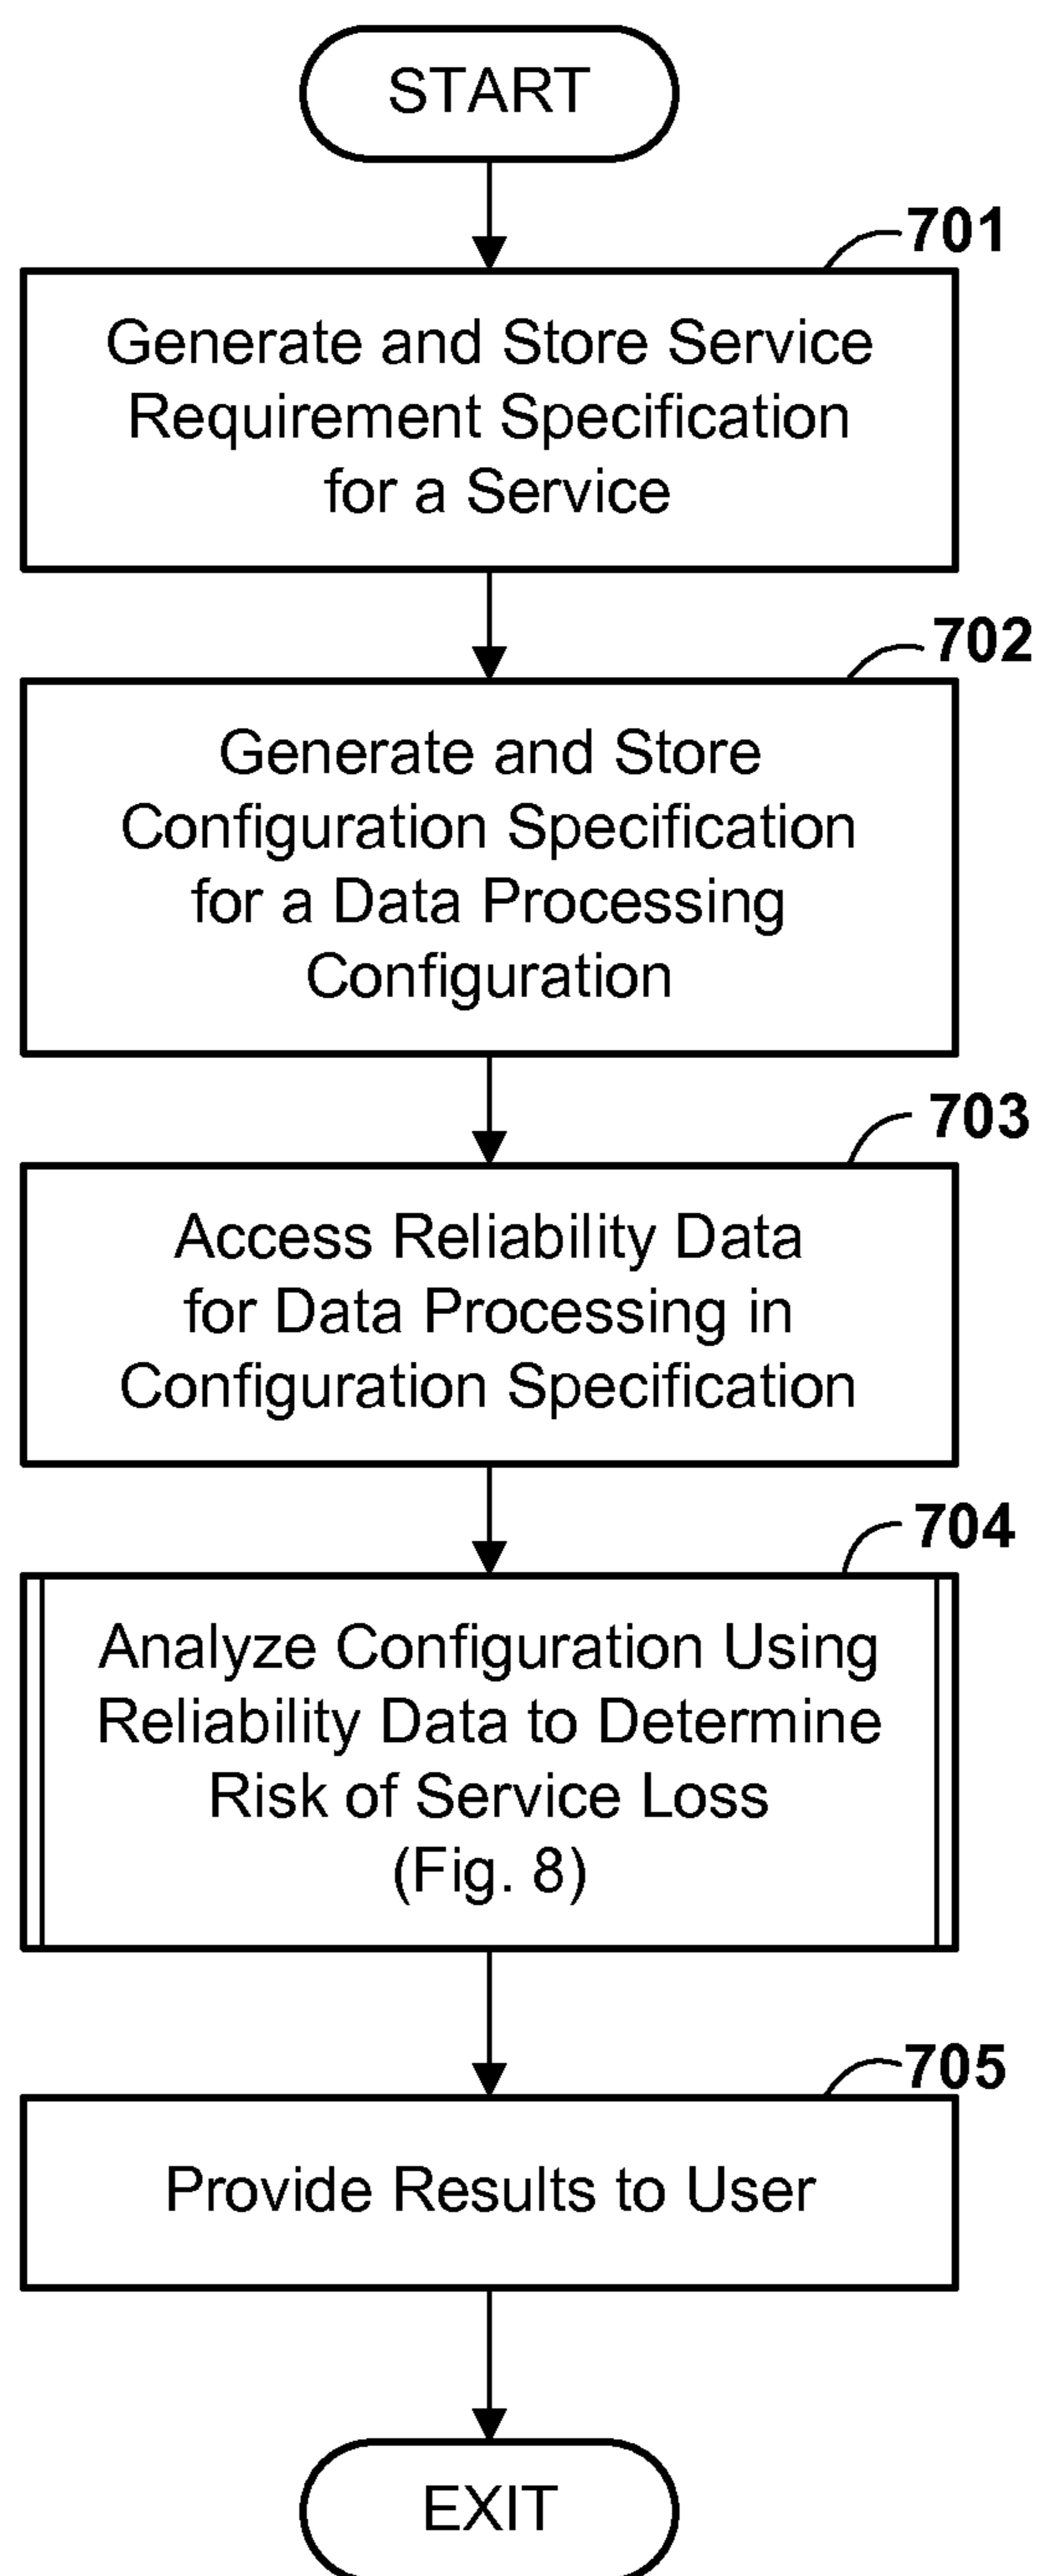 START
701
Generate and Store Service
Requirement Specification
for a Service
702
Generate and Store
Configuration Specification
for a Data Processing
Configuration
703
Access Reliability Data
for Data Processing in
Configuration Specification
704
Analyze Configuration Using
Reliability Data to Determine
Risk of Service Loss
(Fig. 8)
705
Provide Results to User
EXIT